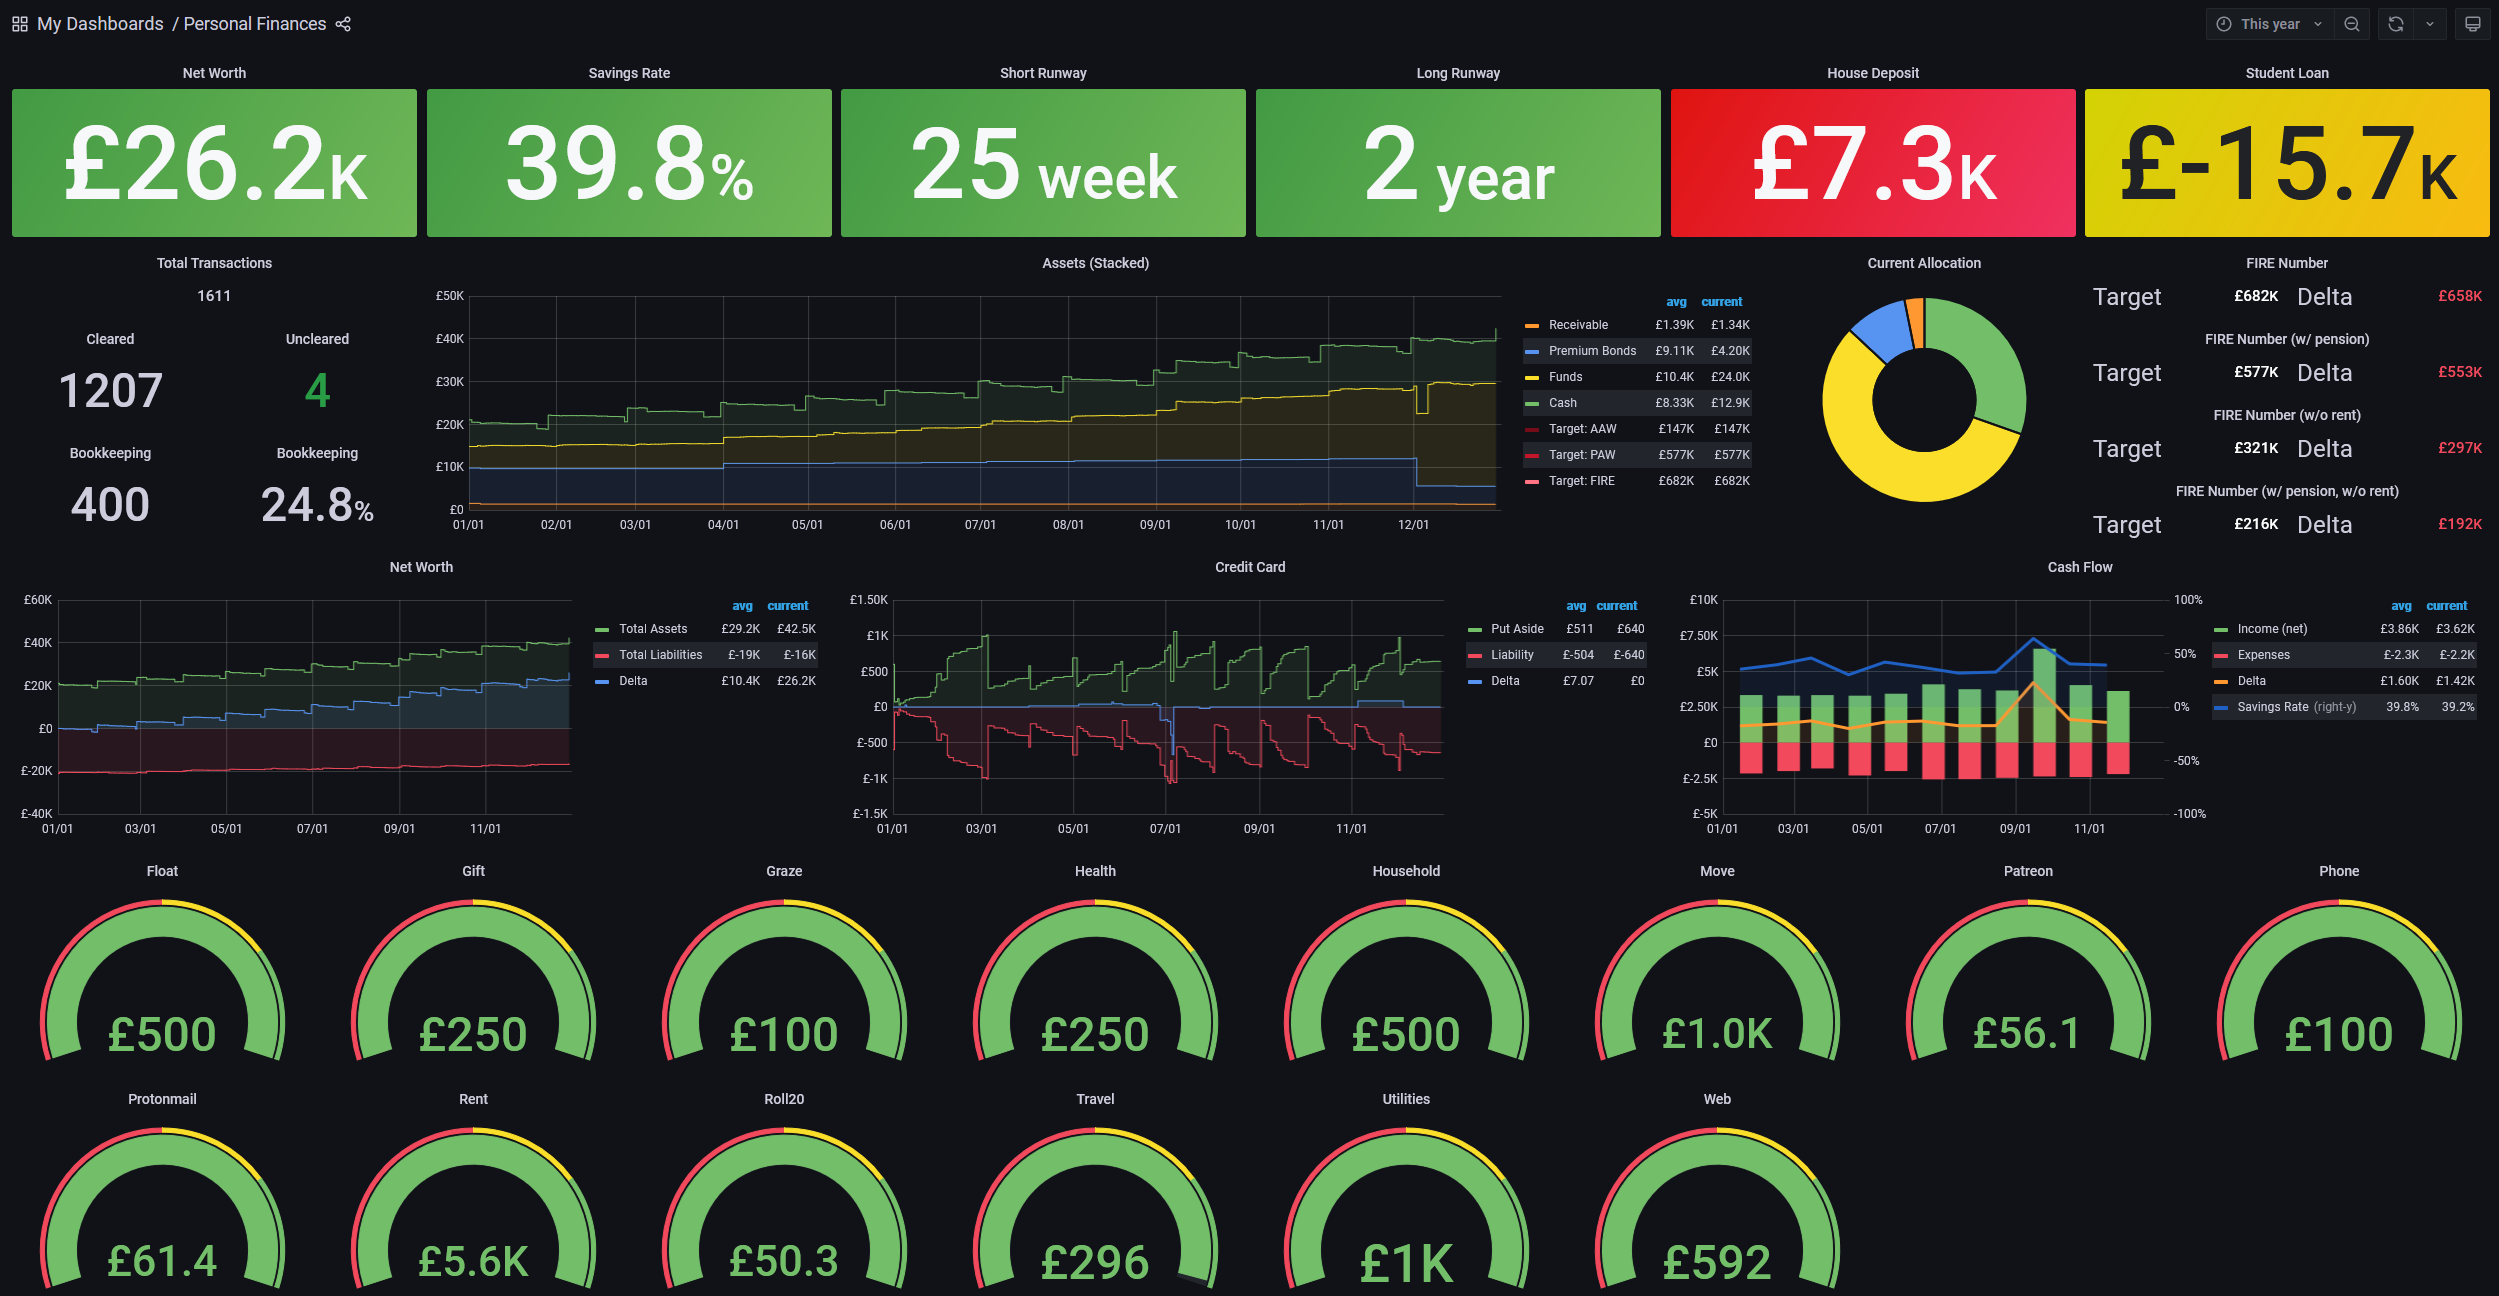 My Dashboards / Personal Finances
This year
Net Worth
£26.2K
Savings Rate
39.8%
Short Runway
25 week
Long Runway
2 year
House Deposit
£7.3K
Student Loan
£-15.7K
Total Transactions
1611
Cleared
1207
Uncleared
4
Bookkeeping
400
Bookkeeping
24.8%
Assets (Stacked)
£50K
£40K
£30K
£20K
£10K
£0
01/01 02/01 03/01 04/01 05/01 06/01 07/01 08/01 09/01 10/01 11/01 12/01
avg current
Receivable £1.39K £1.34K
Premium Bonds £9.11K £4.20K
Funds £10.4K £24.0K
Cash £8.33K £12.9K
Target: AAW £147K £147K
Target: PAW £577K £577K
Target: FIRE £682K £682K
Current Allocation
FIRE Number
Target £682K Delta £658K
FIRE Number (w/ pension)
Target £577K Delta £553K
FIRE Number (w/o rent)
Target £321K Delta £297K
FIRE Number (w/ pension, w/o rent)
Target £216K Delta £192K
Net Worth
£60K
£40K
£20K
£0
£-20K
£-40K
01/01 03/01 05/01 07/01 09/01 11/01
avg current
Total Assets £29.2K £42.5K
Total Liabilities £-19K £-16K
Delta £10.4K £26.2K
Credit Card
£1.50K
£1K
£500
£0
£-500
£-1K
£-1.5K
01/01 03/01 05/01 07/01 09/01 11/01
avg current
Put Aside £511 £640
Liability £-504 £-640
Delta £7.07 £0
Cash Flow
£10K
£7.50K
£5K
£2.50K
£0
£-2.5K
£-5K
100%
50%
0%
-50%
-100%
01/01 03/01 05/01 07/01 09/01 11/01
avg current
Income (net) £3.86K £3.62K
Expenses £-2.3K £-2.2K
Delta £1.60K £1.42K
Savings Rate (right-y) 39.8% 39.2%
Float
£500
Gift
£250
Graze
£100
Health
£250
Household
£500
Move
£1.0K
Patreon
£56.1
Phone
£100
Protonmail
£61.4
Rent
£5.6K
Roll20
£50.3
Travel
£296
Utilities
£1K
Web
£592